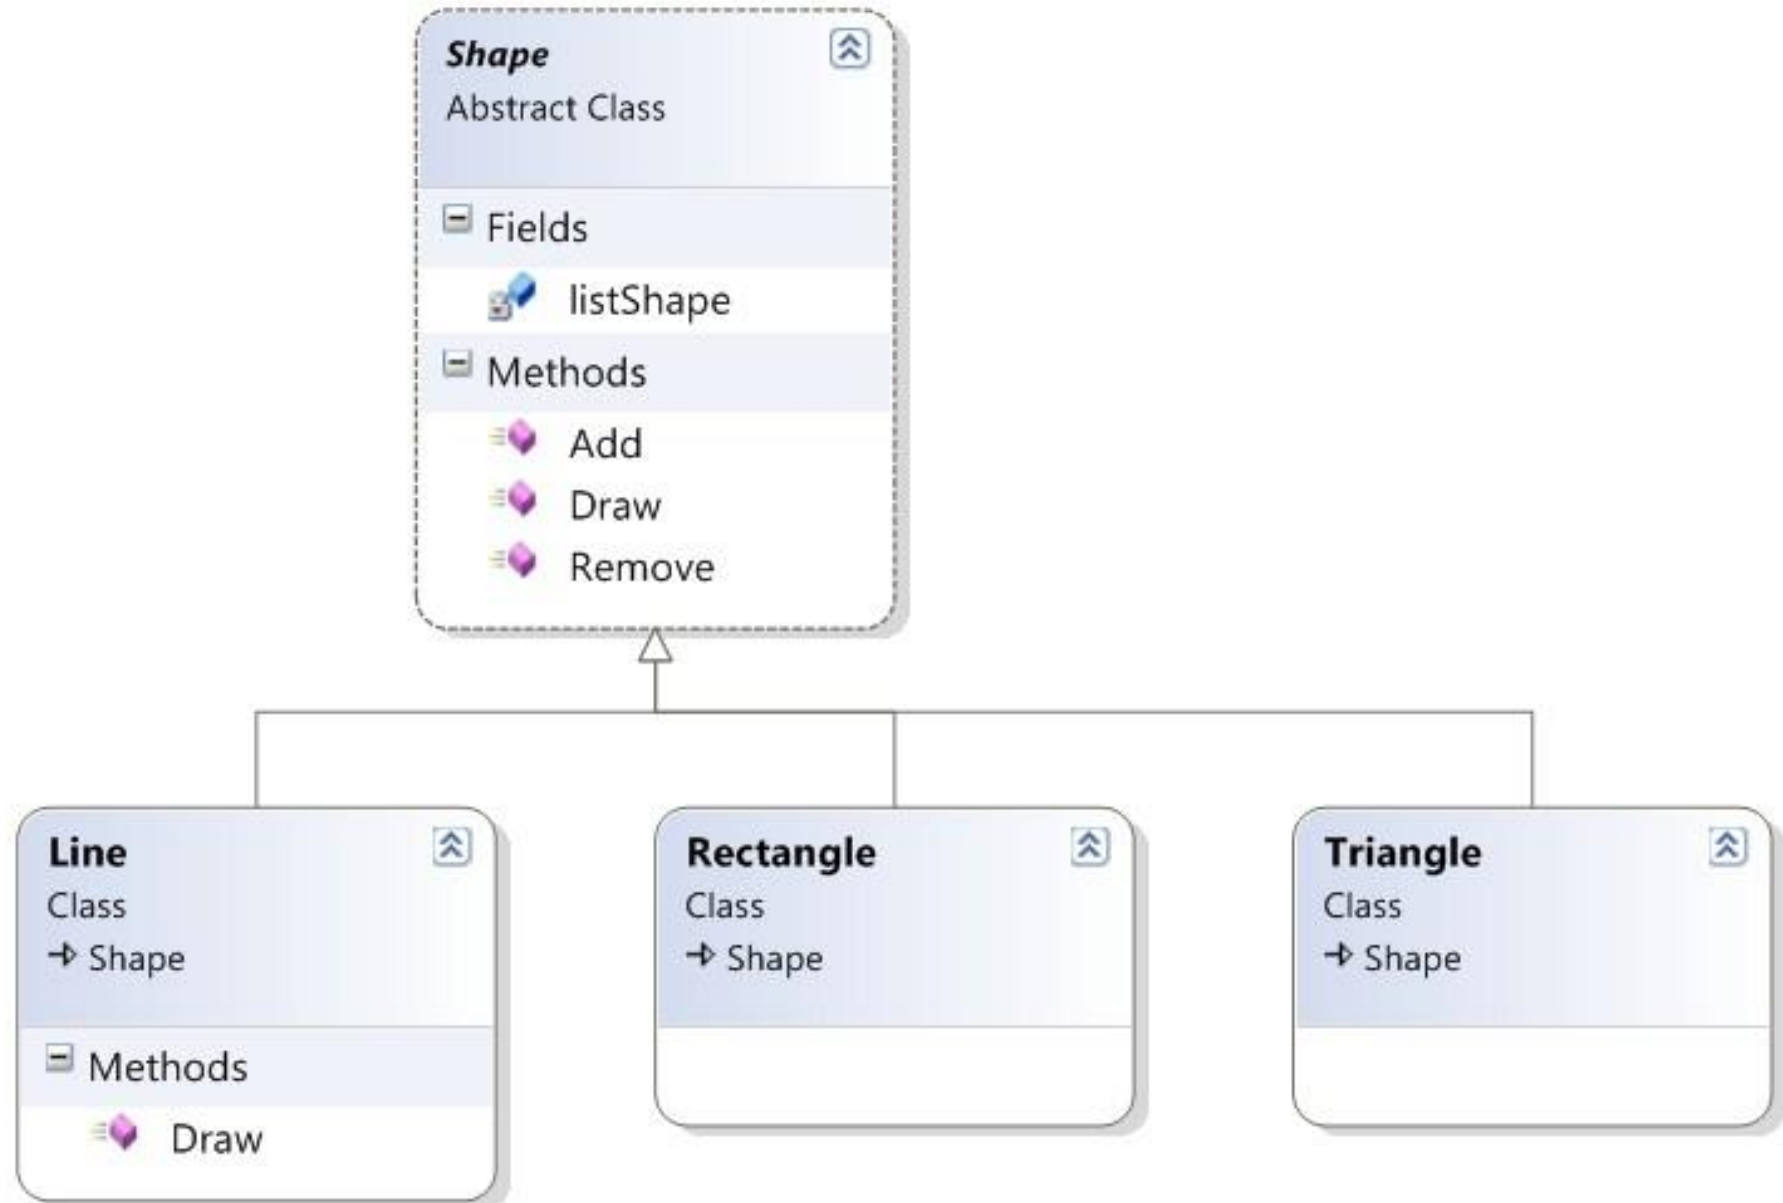 Shape
Abstract Class
Fields
listShape
Methods
Add
Draw
Remove
Line
Class
Shape
Methods
Draw
Rectangle
Class
Shape
Triangle
Class
Shape